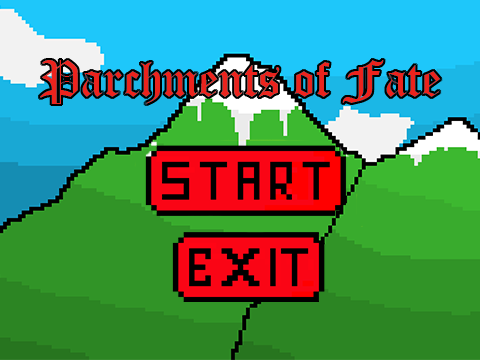 Parchments of Fate
START
EXIT